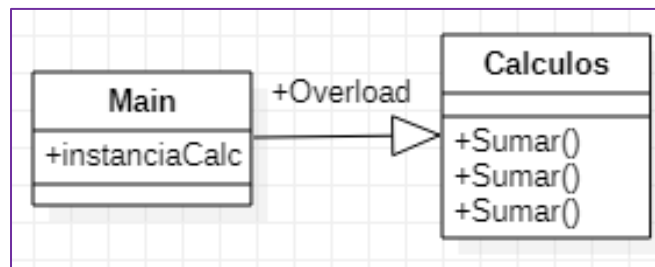 Main
+instanciaCalc
+Overload
Calculos
+Sumar()
+Sumar()
+Sumar()